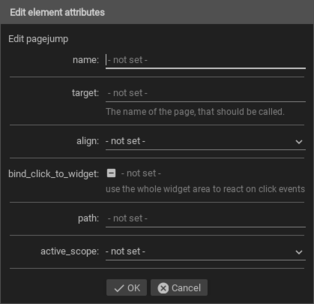 Edit element attributes
Edit pagejump
name: - not set -
target: - not set -
The name of the page, that should be called.
align: - not set -
bind_click_to_widget: - not set -
use the whole widget area to react on click events
path: - not set -
active_scope: - not set -
OK Cancel